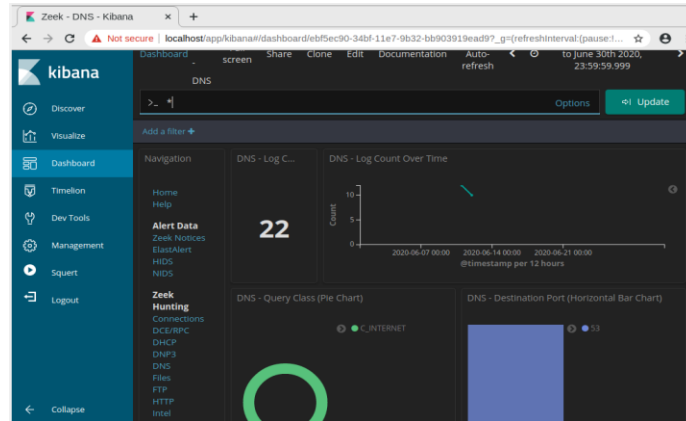 Zeek - DNS - Kibana
Not secure | localhost/app/kibana#/dashboard/ebf5ec90-34bf-11e7-9b32-bb903919ead9?_g=(refreshInterval:(pause:!...
kibana
Discover
Visualize
Dashboard
Timelion
Dev Tools
Management
Squert
Logout
Collapse
Dashboard
-
DNS
screen
Share
Clone
Edit
Documentation
Auto-
refresh
to June 30th 2020,
23:59:59.999
>_ *
Options
Update
Add a filter +
Navigation
Home
Help
Alert Data
Zeek Notices
ElastAlert
HIDS
NIDS
Zeek
Hunting
Connections
DCE/RPC
DHCP
DNP3
DNS
Files
FTP
HTTP
Intel
DNS - Log C...
22
DNS - Log Count Over Time
Count
10
5
0
2020-06-07 00:00 2020-06-14 00:00 2020-06-21 00:00
@timestamp per 12 hours
DNS - Query Class (Pie Chart)
C_INTERNET
DNS - Destination Port (Horizontal Bar Chart)
53